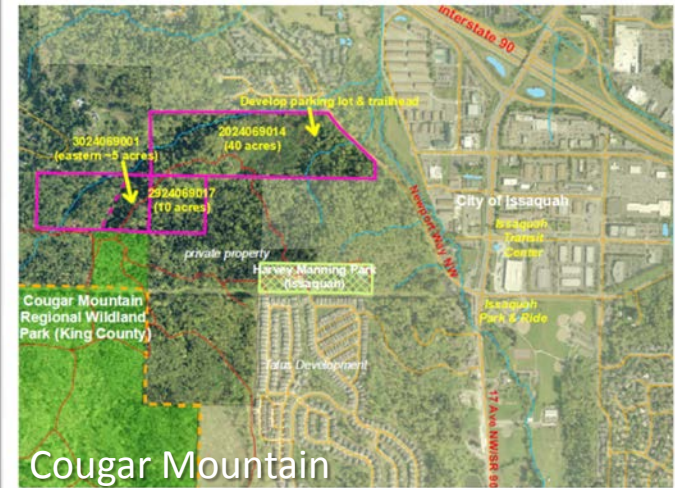 Interstate 90
Develop parking lot & trailhead
2024069014
(40 acres)
3024069001
(eastern ~5 acres)
2924069017
(10 acres)
Newport Way NW
City of Issaquah
Issaquah
Transit
Center
private property
Harvey Manning Park
(Issaquah)
Cougar Mountain
Regional Wildland
Park (King County)
Issaquah
Park & Ride
Talus Development
17 Ave NW/SR 90
Cougar Mountain